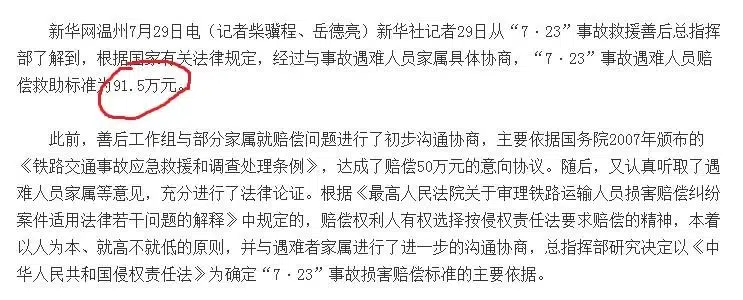 新华网温州7月29日电（记者柴骥程、岳德亮）新华社记者29日从“7·23”事故救援善后总指挥
部了解到，根据国家有关法律规定，经过与事故遇难人员家属具体协商，“7·23”事故遇难人员赔
偿救助标准为91.5万元。
此前，善后工作组与部分家属就赔偿问题进行了初步沟通协商，主要依据国务院2007年颁布的
《铁路交通事故应急救援和调查处理条例》，达成了赔偿50万元的意向协议。随后，又认真听取了遇
难人员家属等意见，充分进行了法律论证。根据《最高人民法院关于审理铁路运输人员损害赔偿纠纷
案件适用法律若干问题的解释》中规定的，赔偿权利人有权选择按侵权责任法要求赔偿的精神，本着
以人为本、就高不就低的原则，并与遇难者家属进行了进一步的沟通协商，总指挥部研究决定以《中
华人民共和国侵权责任法》为确定“7·23”事故损害赔偿标准的主要依据。